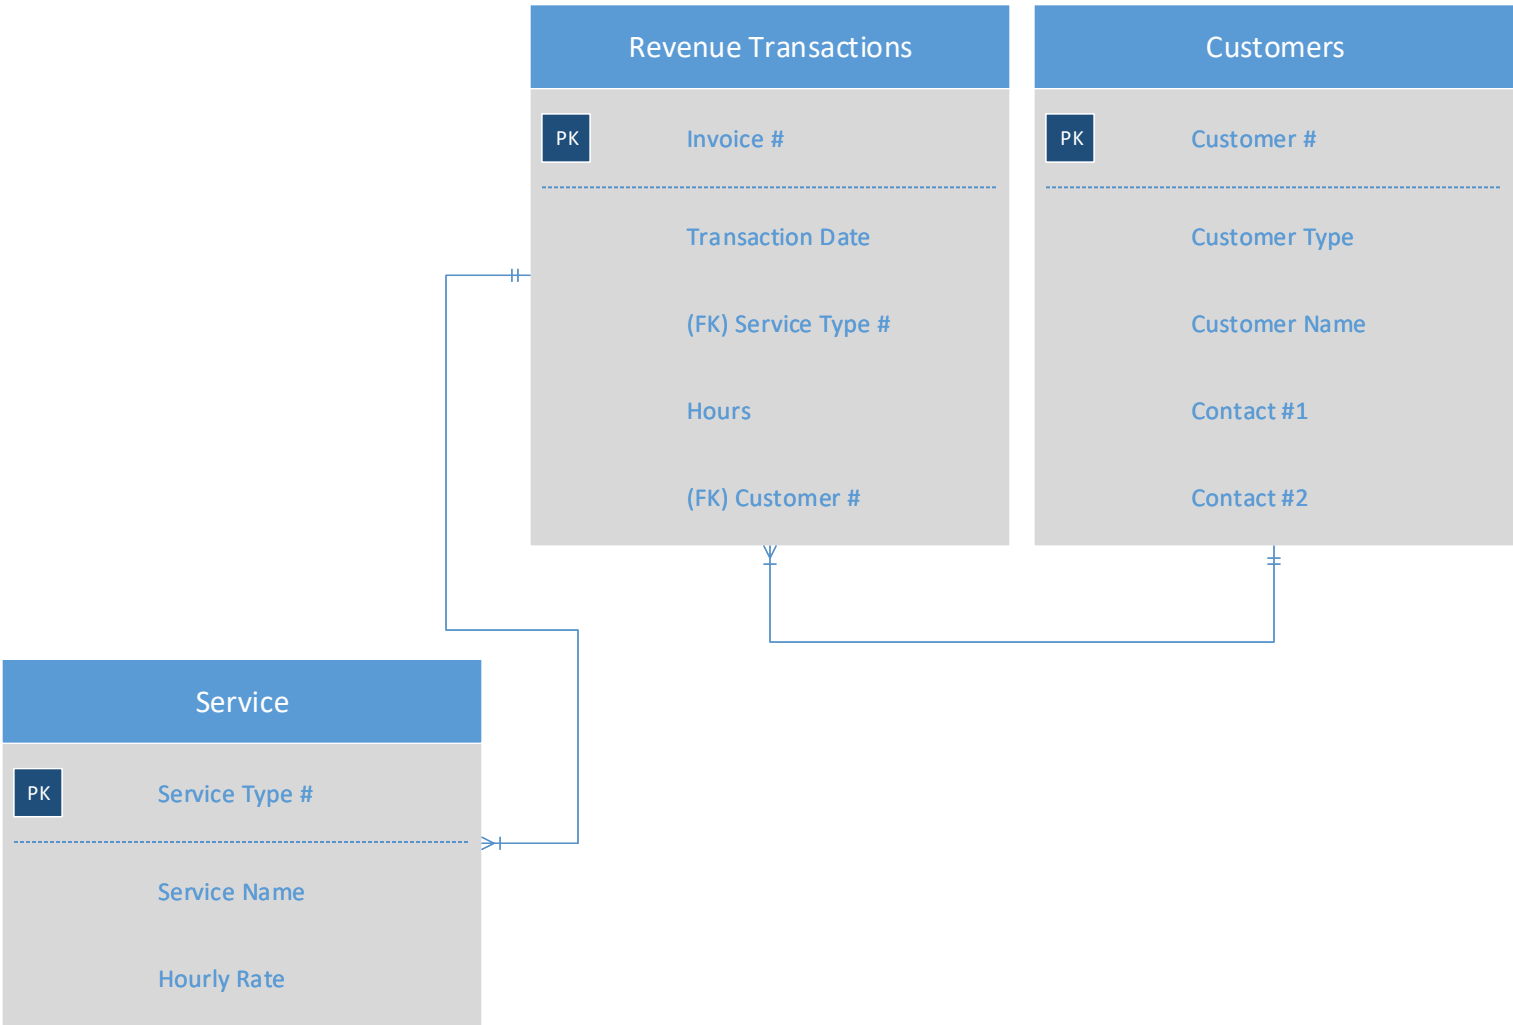 Revenue Transactions
PK
Invoice #
Transaction Date
(FK) Service Type #
Hours
(FK) Customer #
Customers
PK
Customer #
Customer Type
Customer Name
Contact #1
Contact #2
Service
PK
Service Type #
Service Name
Hourly Rate